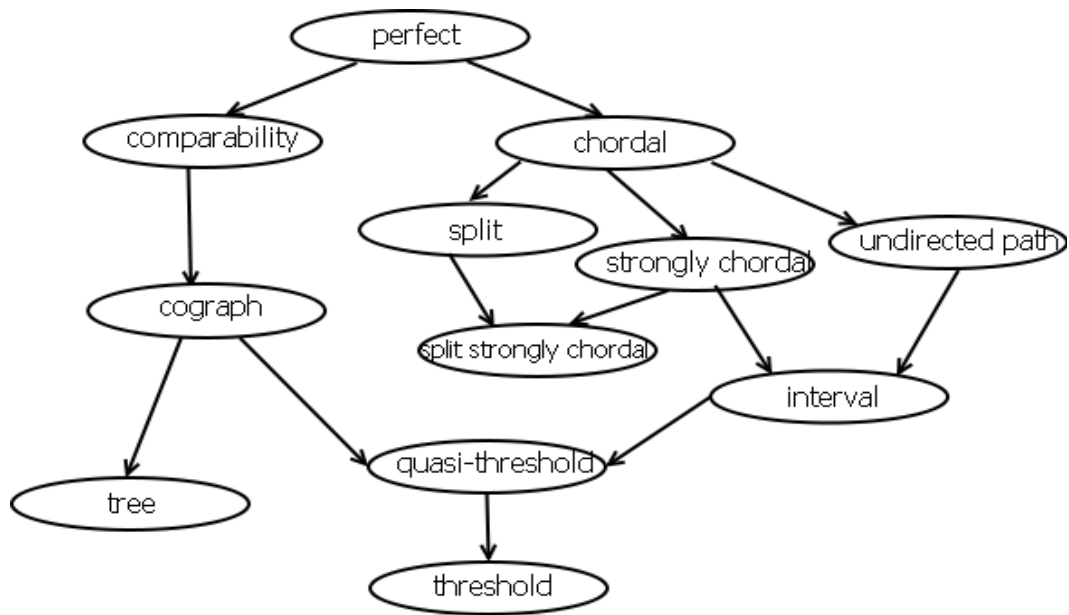 perfect
comparability
chordal
split
undirected path
strongly chordal
cograph
split strongly chordal
interval
quasi-threshold
tree
threshold